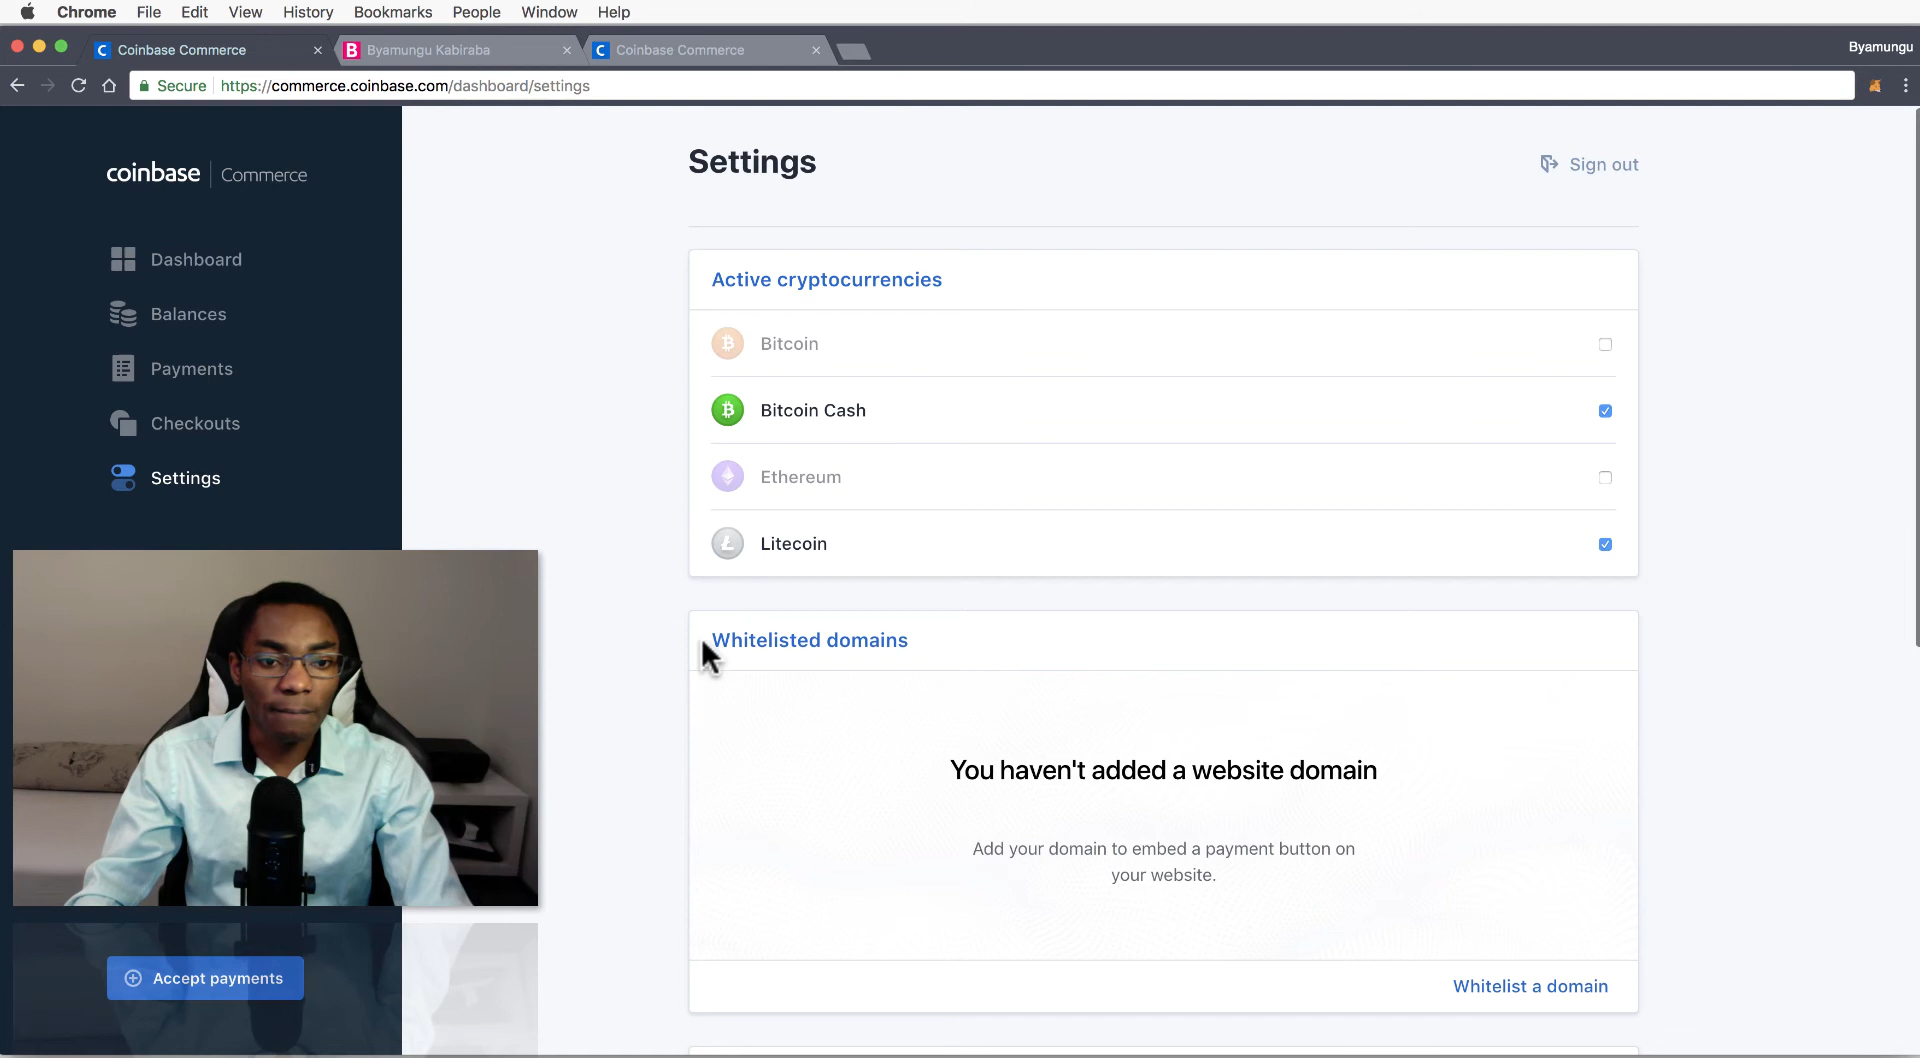 Chrome File Edit View History Bookmarks People Window Help
Coinbase Commerce Byamungu Kabiraba Coinbase Commerce Byamungu
Secure https://commerce.coinbase.com/dashboard/settings
coinbase Commerce
Dashboard
Balances
Payments
Checkouts
Settings
Accept payments
Settings
Sign out
Active cryptocurrencies
Bitcoin
Bitcoin Cash
Ethereum
Litecoin
Whitelisted domains
You haven't added a website domain
Add your domain to embed a payment button on
your website.
Whitelist a domain